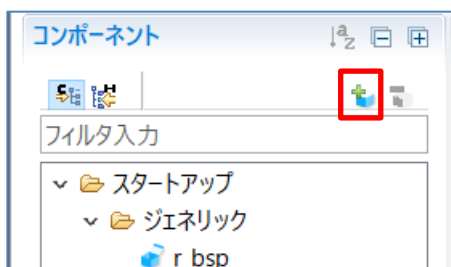 コンポーネント
フィルタ入力
スタートアップ
ジェネリック
r_bsp